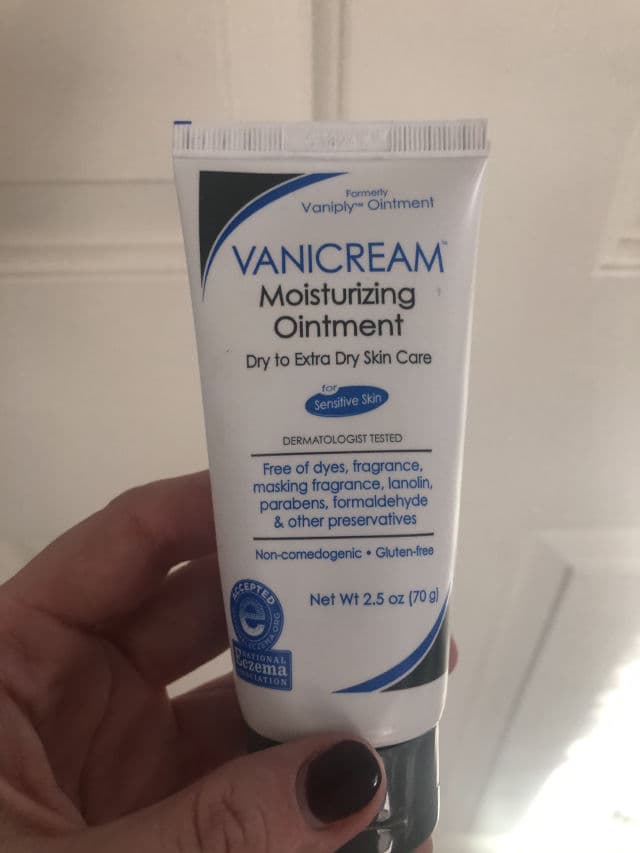 Formerly
Vaniply™ Ointment
VANICREAM™
Moisturizing
Ointment
Dry to Extra Dry Skin Care
for
Sensitive Skin
DERMATOLOGIST TESTED
Free of dyes, fragrance,
masking fragrance, lanolin,
parabens, formaldehyde
& other preservatives
Non-comedogenic • Gluten-free
Net Wt 2.5 oz (70 g)
ACCEPTED
e
NATIONAL
Eczema
ASSOCIATION